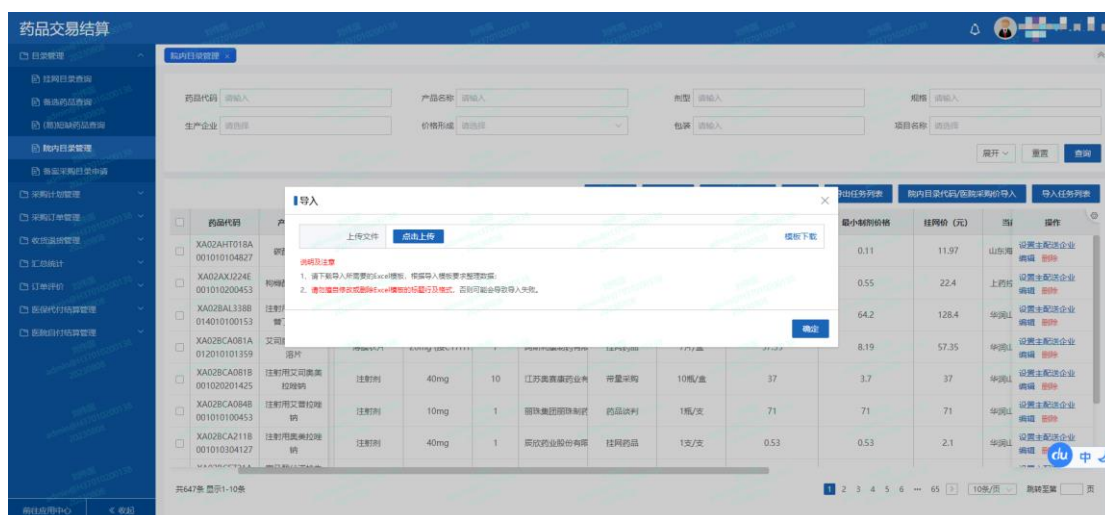 药品交易结算
目录管理
挂网目录查询
备选药品查询
院内目录管理
备案采购目录申请
采购计划管理
采购订单管理
收货退货管理
汇总统计
订单评价
医保代付结算管理
医院自付结算管理
前往应用中心 《 收起
院内目录管理 ×
药品代码 请输入 产品名称 请输入 剂型 请输入 规格 请输入
生产企业 请选择 价格形成 请选择 包装 请输入 项目名称 请选择
展开 重置 查询
导出任务列表 院内目录代码/医院采购价导入 导入任务列表
药品代码 最小制剂价格 挂网价（元） 操作
导入 ×
上传文件 点击上传 模板下载
说明及注意
1、请下载导入所需要的Excel模板，根据导入模板要求整理数据；
2、请勿擅自修改或删除Excel模板的标题行及格式，否则可能会导致导入失败。
确定
XA02AHT018A
001010104827 0.11 11.97 设置主配送企业
编辑 删除
XA02AXJ224E
001010200453 0.55 22.4 设置主配送企业
编辑 删除
XA02BAL338B
014010100153 64.2 128.4 设置主配送企业
编辑 删除
XA02BCA081A
012010101359 溶片 8.19 57.35 设置主配送企业
编辑 删除
XA02BCA081B
001020201425 注射用艾司奥美
拉唑钠 注射剂 40mg 10 江苏奥赛康药业有 带量采购 10瓶/盒 37 3.7 37 设置主配送企业
编辑 删除
XA02BCA084B
001010100453 注射用艾普拉唑
钠 注射剂 10mg 1 丽珠集团丽珠制药 药品谈判 1瓶/支 71 71 71 设置主配送企业
编辑 删除
XA02BCA211B
001010304127 注射用奥美拉唑
钠 注射剂 40mg 1 辰欣药业股份有限 挂网药品 1支/支 0.53 0.53 2.1 设置主配送企业
编辑
du 中
共647条 显示1-10条 1 2 3 4 5 6 ··· 65 > 10条/页 跳转至第 页